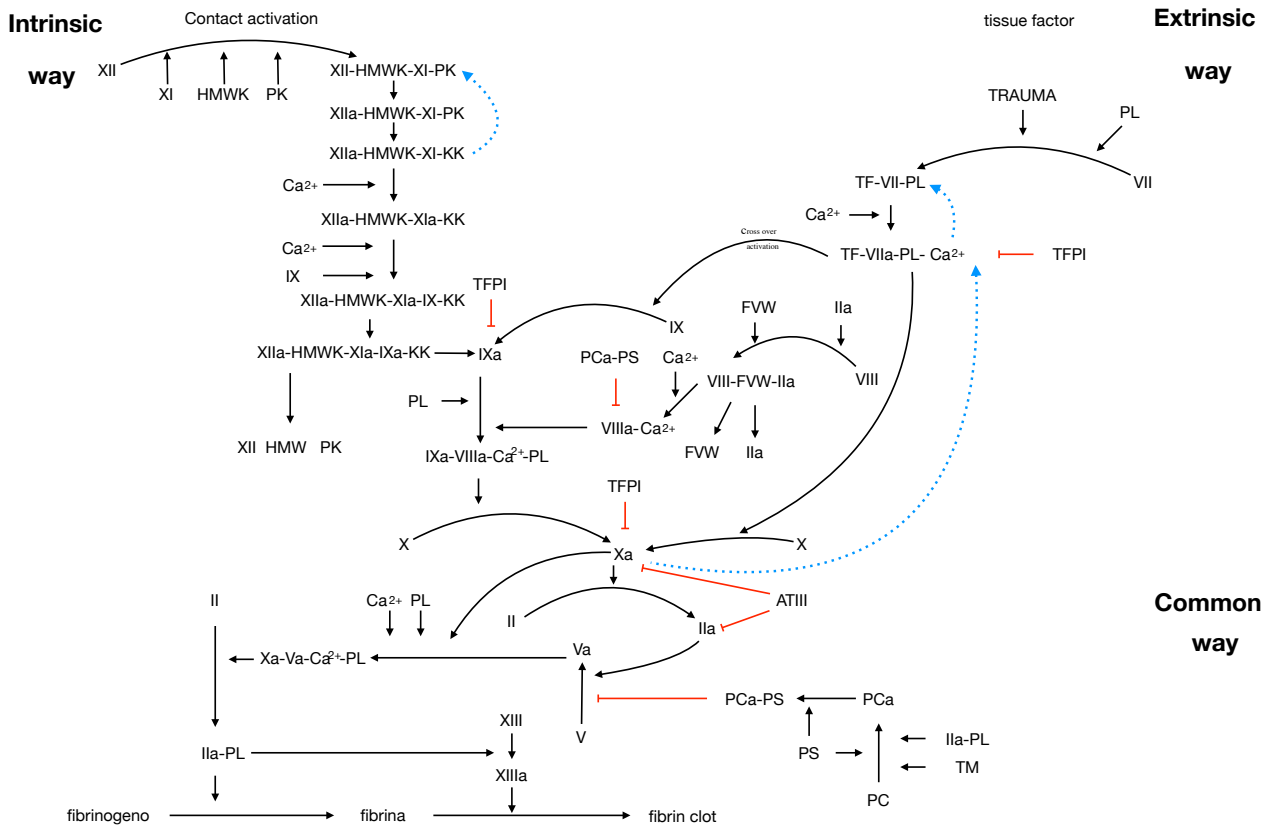 Intrinsic
way
Contact activation
tissue factor
Extrinsic
way
XII
XI
HMWK
PK
XII-HMWK-XI-PK
XIIa-HMWK-XI-PK
XIIa-HMWK-XI-KK
Ca2+
XIIa-HMWK-XIa-KK
Ca2+
IX
XIIa-HMWK-XIa-IX-KK
XIIa-HMWK-XIa-IXa-KK
XII HMW PK
TRAUMA
PL
VII
TF-VII-PL
Ca2+
TF-VIIa-PL- Ca2+
TFPI
Cross over
activation
TFPI
IX
IXa
FVW
IIa
VIII
PCa-PS
Ca2+
VIII-FVW-IIa
PL
VIIIa-Ca2+
FVW
IIa
IXa-VIIIa-Ca2+-PL
TFPI
X
Xa
X
ATIII
Common
way
II
Ca2+
PL
II
IIa
Xa-Va-Ca2+-PL
Va
V
PCa-PS
PCa
PS
IIa-PL
TM
PC
XIII
IIa-PL
XIIIa
fibrinogeno
fibrina
fibrin clot